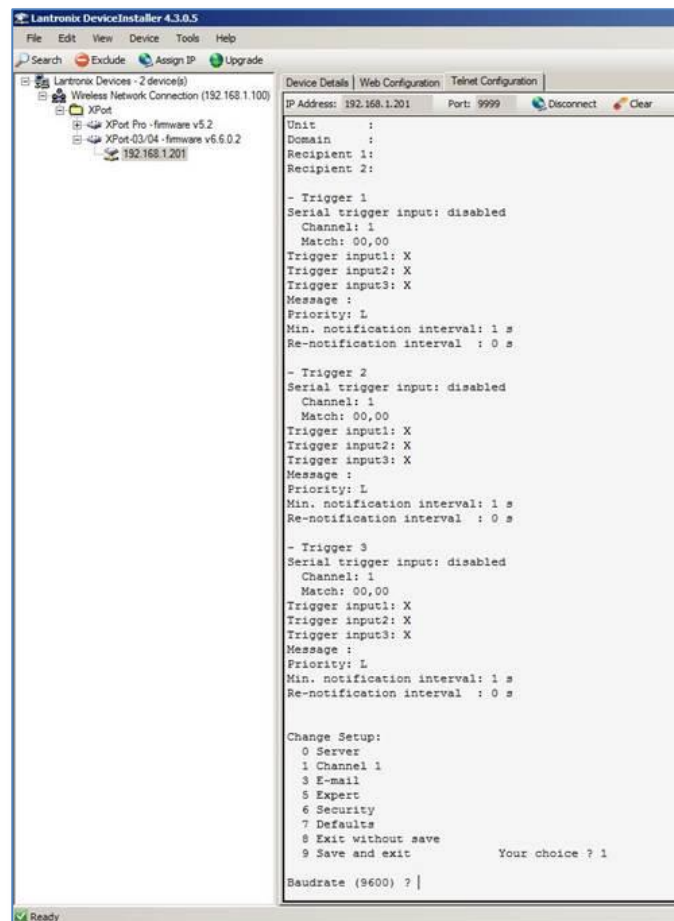 Lantronix DeviceInstaller 4.3.0.5
File Edit View Device Tools Help
Search Exclude Assign IP Upgrade
Lantronix Devices - 2 device(s)
Wireless Network Connection (192.168.1.100)
XPort
XPort Pro - firmware v5.2
XPort-03/04 - firmware v6.6.0.2
192.168.1.201
Device Details Web Configuration Telnet Configuration
IP Address: 192.168.1.201 Port: 9999 Disconnect Clear
Unit :
Domain :
Recipient 1:
Recipient 2:
- Trigger 1
Serial trigger input: disabled
Channel: 1
Match: 00,00
Trigger input1: X
Trigger input2: X
Trigger input3: X
Message :
Priority: L
Min. notification interval: 1 s
Re-notification interval : 0 s
- Trigger 2
Serial trigger input: disabled
Channel: 1
Match: 00,00
Trigger input1: X
Trigger input2: X
Trigger input3: X
Message :
Priority: L
Min. notification interval: 1 s
Re-notification interval : 0 s
- Trigger 3
Serial trigger input: disabled
Channel: 1
Match: 00,00
Trigger input1: X
Trigger input2: X
Trigger input3: X
Message :
Priority: L
Min. notification interval: 1 s
Re-notification interval : 0 s
Change Setup:
0 Server
1 Channel 1
3 E-mail
5 Expert
6 Security
7 Defaults
8 Exit without save
9 Save and exit Your choice ? 1
Baudrate (9600) ?
Ready